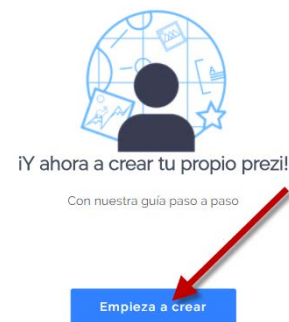 ¡Y ahora a crear tu propio prezi!
Con nuestra guía paso a paso
Empieza a crear